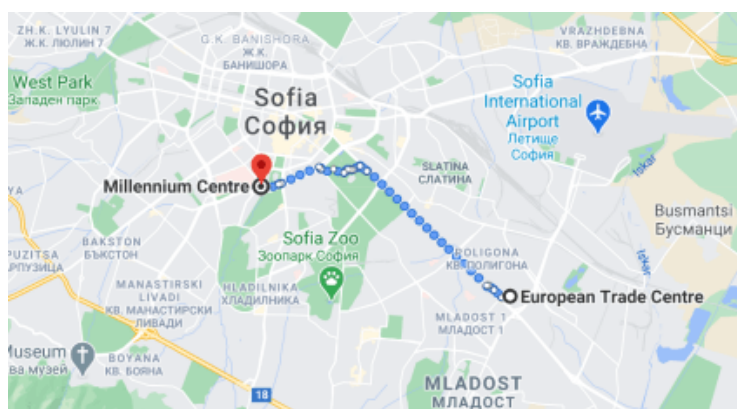 ZH.K. LYULIN 7
Ж.К. ЛЮЛИН 7
G.K. BANISHORA
Ж.К.
БАНИШОРА
VRAZHDEBNA
КВ. ВРАЖДЕБНА
West Park
Западен парк
Sofia
София
Sofia
International
Airport
Летище
София
SLATINA
СЛАТИНА
Iskar
Millennium Centre
Busmantsi
Бусманци
BAKSTON
БЪКСТОН
Sofia Zoo
Зоопарк София
POLIGONA
КВ. ПОЛИГОНА
Iskar
MANASTIRSKI
LIVADI
КВ. МАНАСТИРСКИ
ЛИВАДИ
HLADILNIKA
ХЛАДИЛНИКА
European Trade Centre
MLADOST 1
МЛАДОСТ 1
BOYANA
КВ. БОЯНА
18
MLADOST
МЛАДОСТ